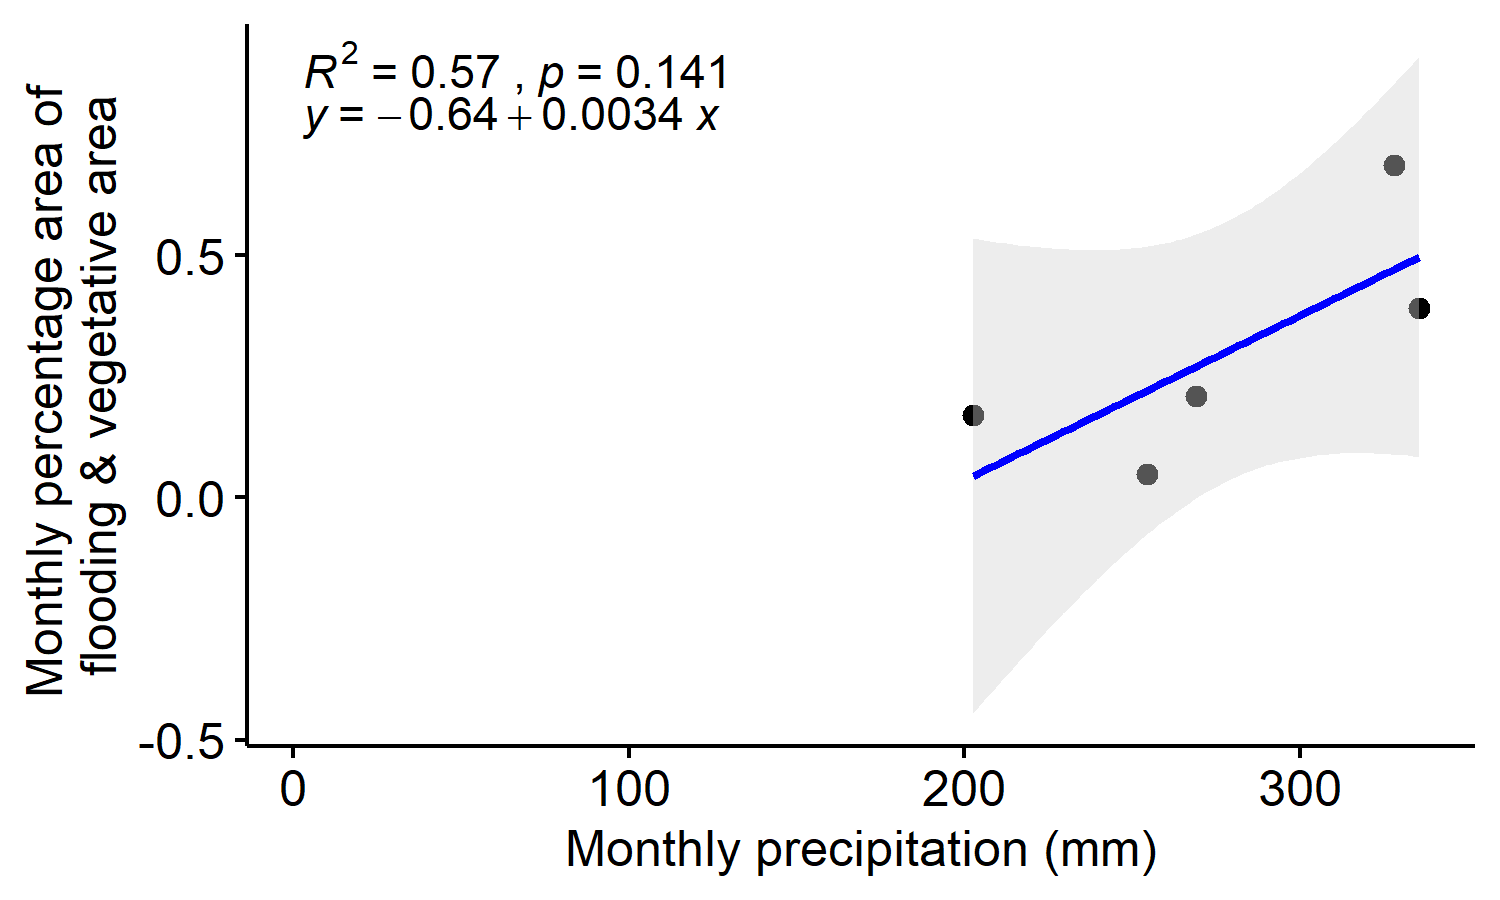 R² = 0.57 , p = 0.141
y = −0.64 + 0.0034 x
Monthly percentage area of
flooding & vegetative area
0.5
0.0
-0.5
0 100 200 300
Monthly precipitation (mm)